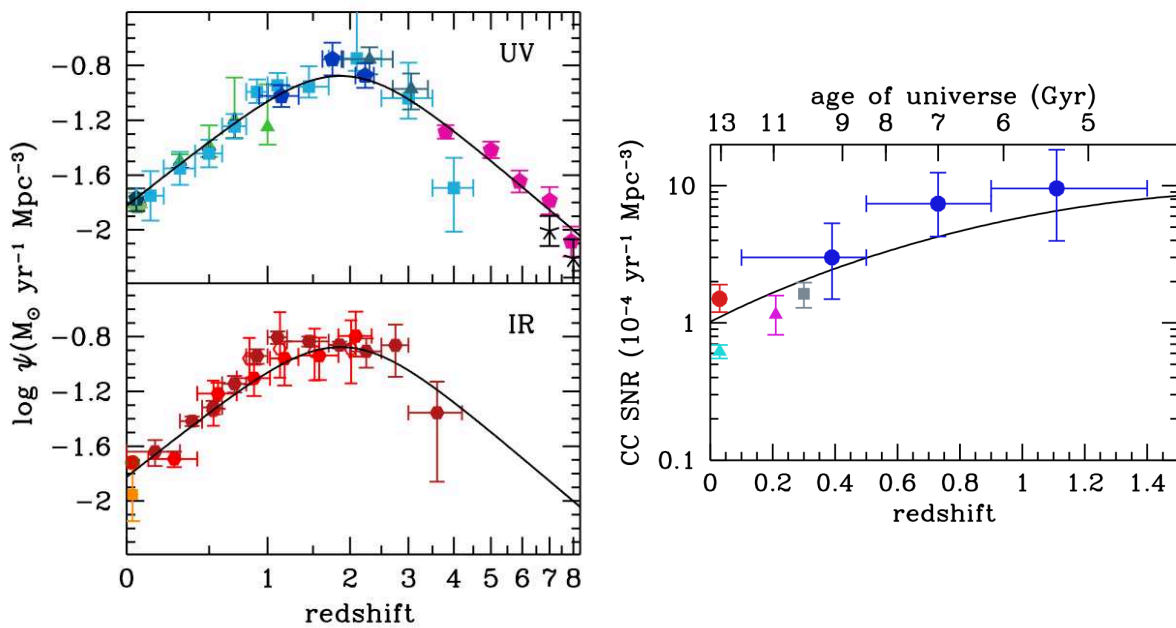 UV
-0.8
-1.2
-1.6
-2
IR
-0.8
-1.2
-1.6
-2
log ψ(M⊙ yr⁻¹ Mpc⁻³)
0 1 2 3 4 5 6 7 8
redshift
age of universe (Gyr)
13 11 9 8 7 6 5
10
1
0.1
CC SNR (10⁻⁴ yr⁻¹ Mpc⁻³)
0 0.2 0.4 0.6 0.8 1 1.2 1.4
redshift